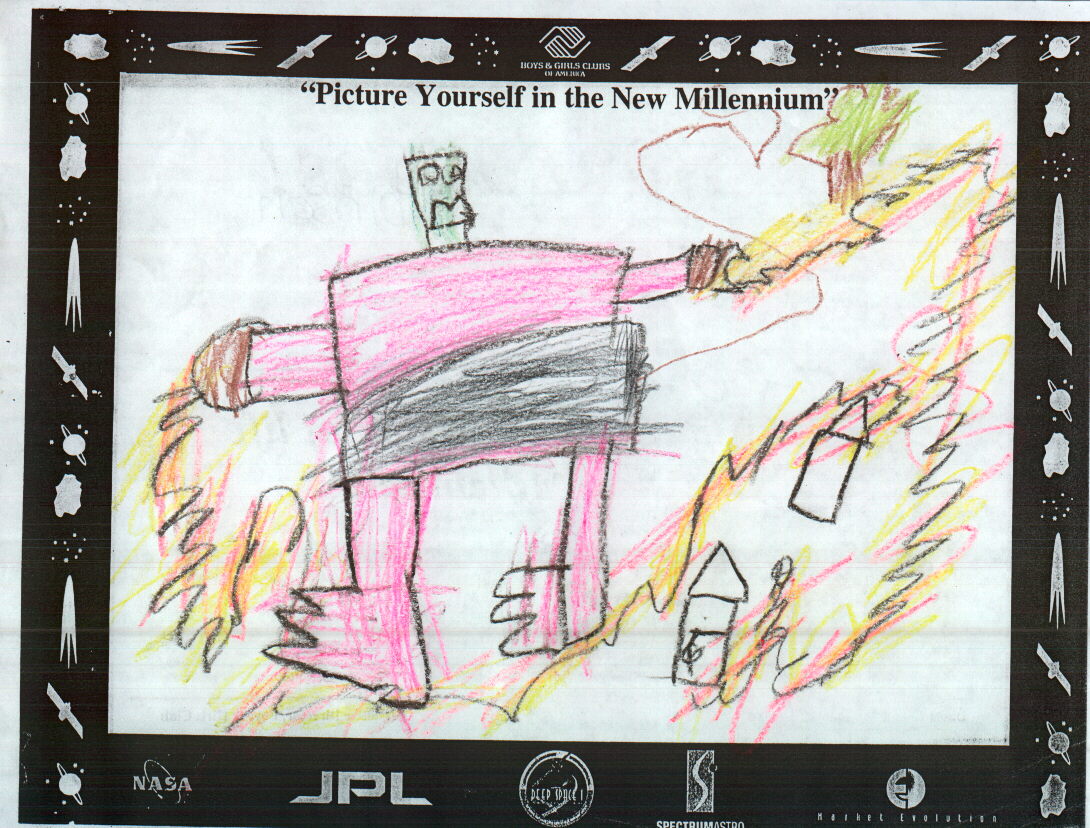 BOYS & GIRLS CLUBS
OF AMERICA
“Picture Yourself in the New Millennium”
NASA
JPL
DEEP SPACE 1
SPECTRUMASTRO
Market Evolution